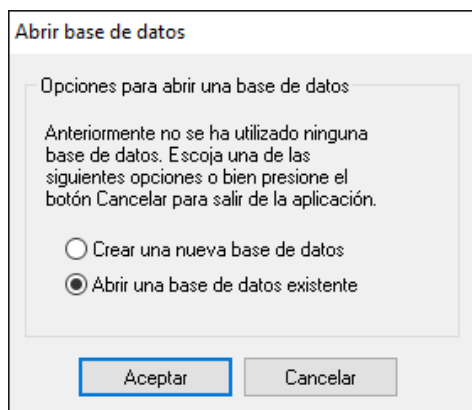 Abrir base de datos
Opciones para abrir una base de datos
Anteriormente no se ha utilizado ninguna
base de datos. Escoja una de las
siguientes opciones o bien presione el
botón Cancelar para salir de la aplicación.
Crear una nueva base de datos
Abrir una base de datos existente
Aceptar
Cancelar